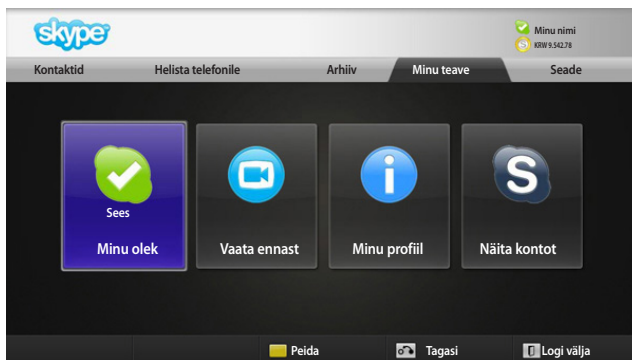 skype
Minu nimi
KRW 9.542.78
Kontaktid Helista telefonile Arhiiv Minu teave Seade
Sees
Minu olek Vaata ennast Minu profiil Näita kontot
Peida Tagasi Logi välja